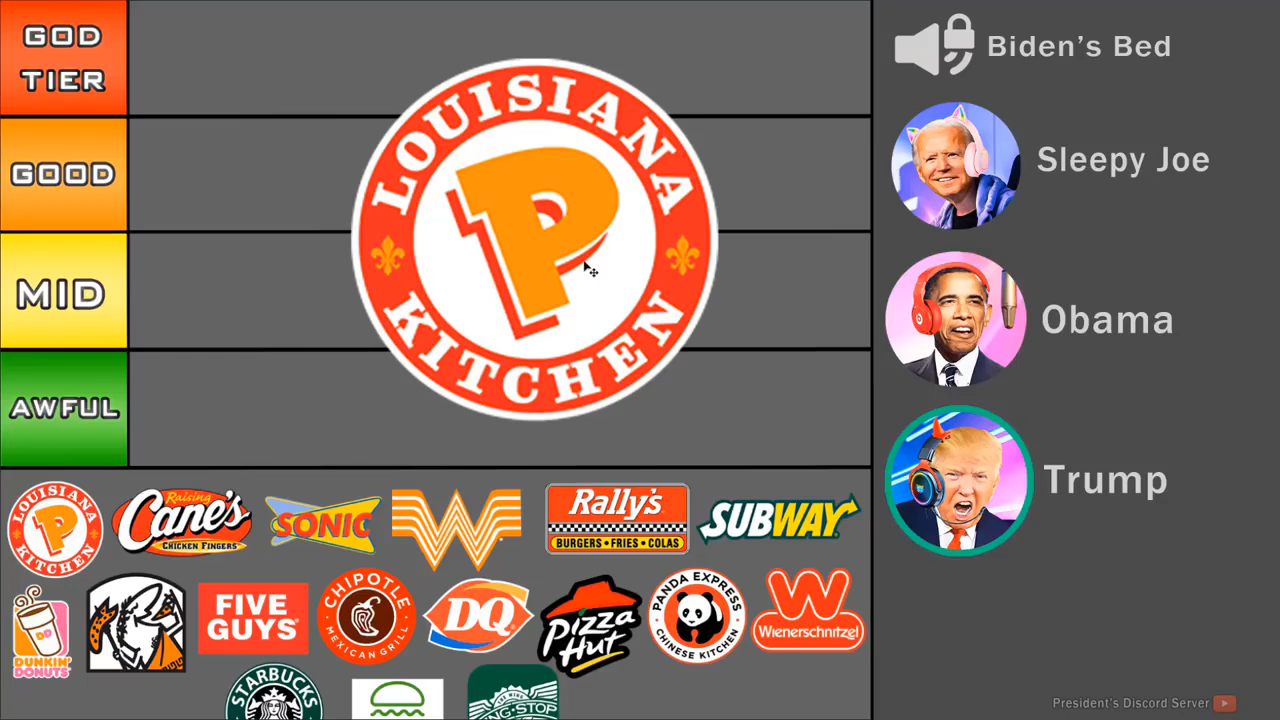 GOD
TIER
GOOD
MID
AWFUL
LOUISIANA
P
KITCHEN
Biden's Bed
Sleepy Joe
Obama
Trump
LOUISIANA
P
KITCHEN
Raising
Cane's
CHICKEN FINGERS
SONIC
W
Rally's
BURGERS • FRIES • COLAS
SUBWAY
DD
DUNKIN'
DONUTS
FIVE
GUYS
CHIPOTLE
MEXICAN GRILL
DQ
Pizza
Hut
PANDA EXPRESS
CHINESE KITCHEN
W
Wienerschnitzel
STARBUCKS
President's Discord Server